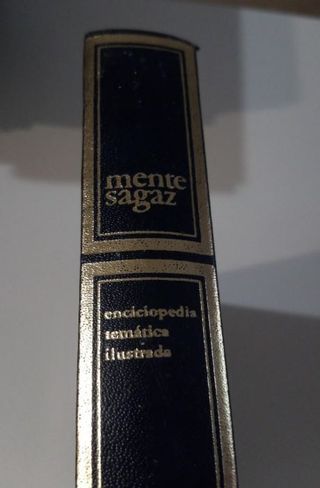 mente
sagaz
enciclopedia
temática
ilustrada